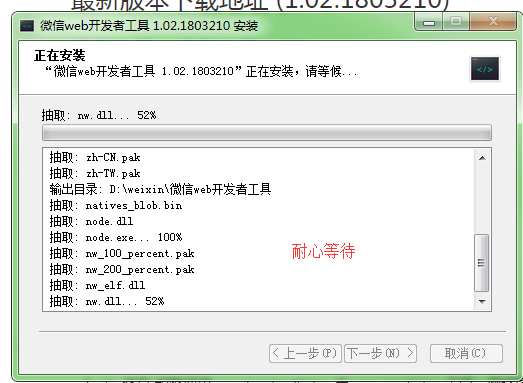 最新版本下载地址 (1.02.1803210)
微信web开发者工具 1.02.1803210 安装
正在安装
“微信web开发者工具 1.02.1803210”正在安装，请等候...
抽取: nw.dll... 52%
抽取: zh-CN.pak
抽取: zh-TW.pak
输出目录: D:\weixin\微信web开发者工具
抽取: natives_blob.bin
抽取: node.dll
抽取: node.exe... 100%
抽取: nw_100_percent.pak
耐心等待
抽取: nw_200_percent.pak
抽取: nw_elf.dll
抽取: nw.dll... 52%
< 上一步(P) 下一步(N) > 取消(C)